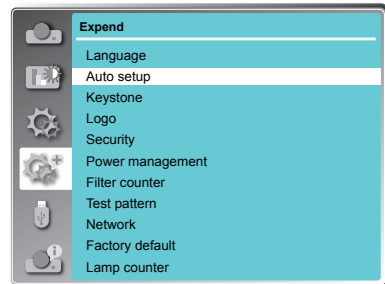 Expend
Language
Auto setup
Keystone
Logo
Security
Power management
Filter counter
Test pattern
Network
Factory default
Lamp counter